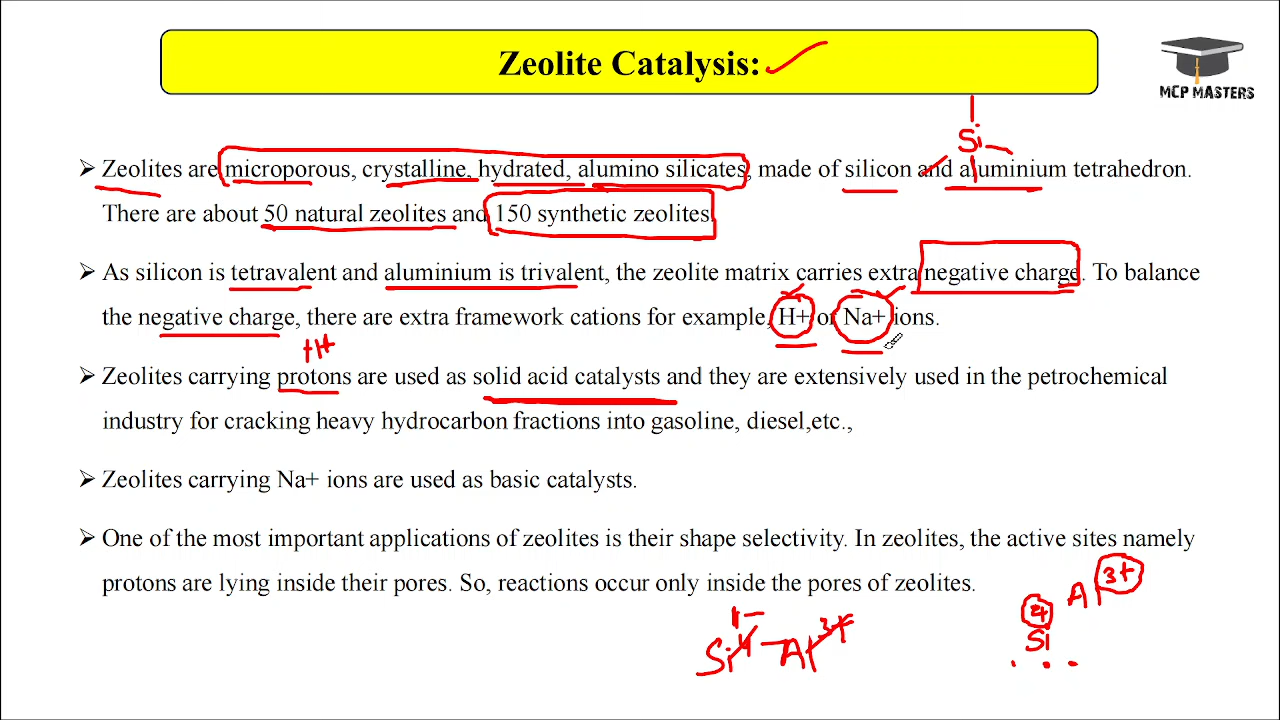 Zeolite Catalysis:
MCP MASTERS
Si
➢ Zeolites are microporous, crystalline, hydrated, alumino silicates, made of silicon and aluminium tetrahedron.
There are about 50 natural zeolites and 150 synthetic zeolites.
➢ As silicon is tetravalent and aluminium is trivalent, the zeolite matrix carries extra negative charge. To balance
the negative charge, there are extra framework cations for example, H+ or Na+ ions.
H+
➢ Zeolites carrying protons are used as solid acid catalysts and they are extensively used in the petrochemical
industry for cracking heavy hydrocarbon fractions into gasoline, diesel,etc.,
➢ Zeolites carrying Na+ ions are used as basic catalysts.
➢ One of the most important applications of zeolites is their shape selectivity. In zeolites, the active sites namely
protons are lying inside their pores. So, reactions occur only inside the pores of zeolites.
Al 3+
Si
Si Al 3+